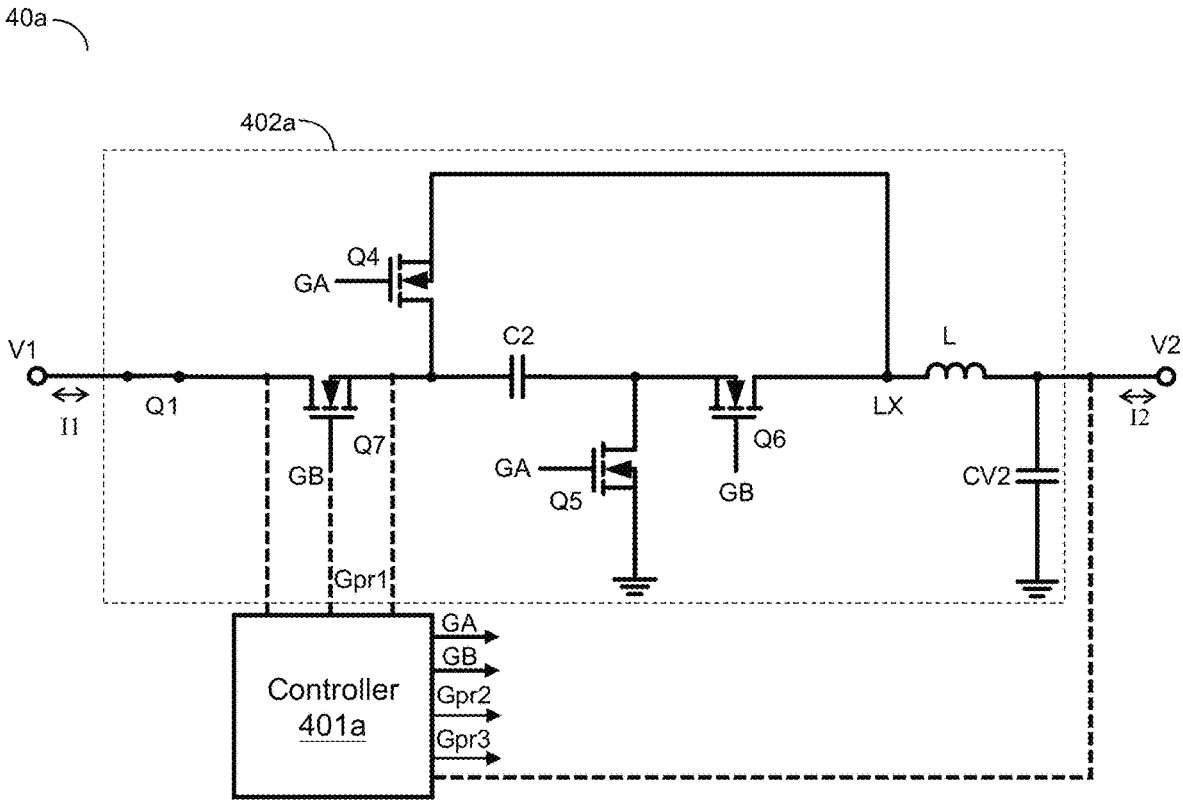 40a
402a
Q4
GA
C2
L
V1
V2
I1
Q1
Q7
LX
I2
GB
GA
Q5
Q6
GB
CV2
Gpr1
GA
GB
Gpr2
Gpr3
Controller
401a